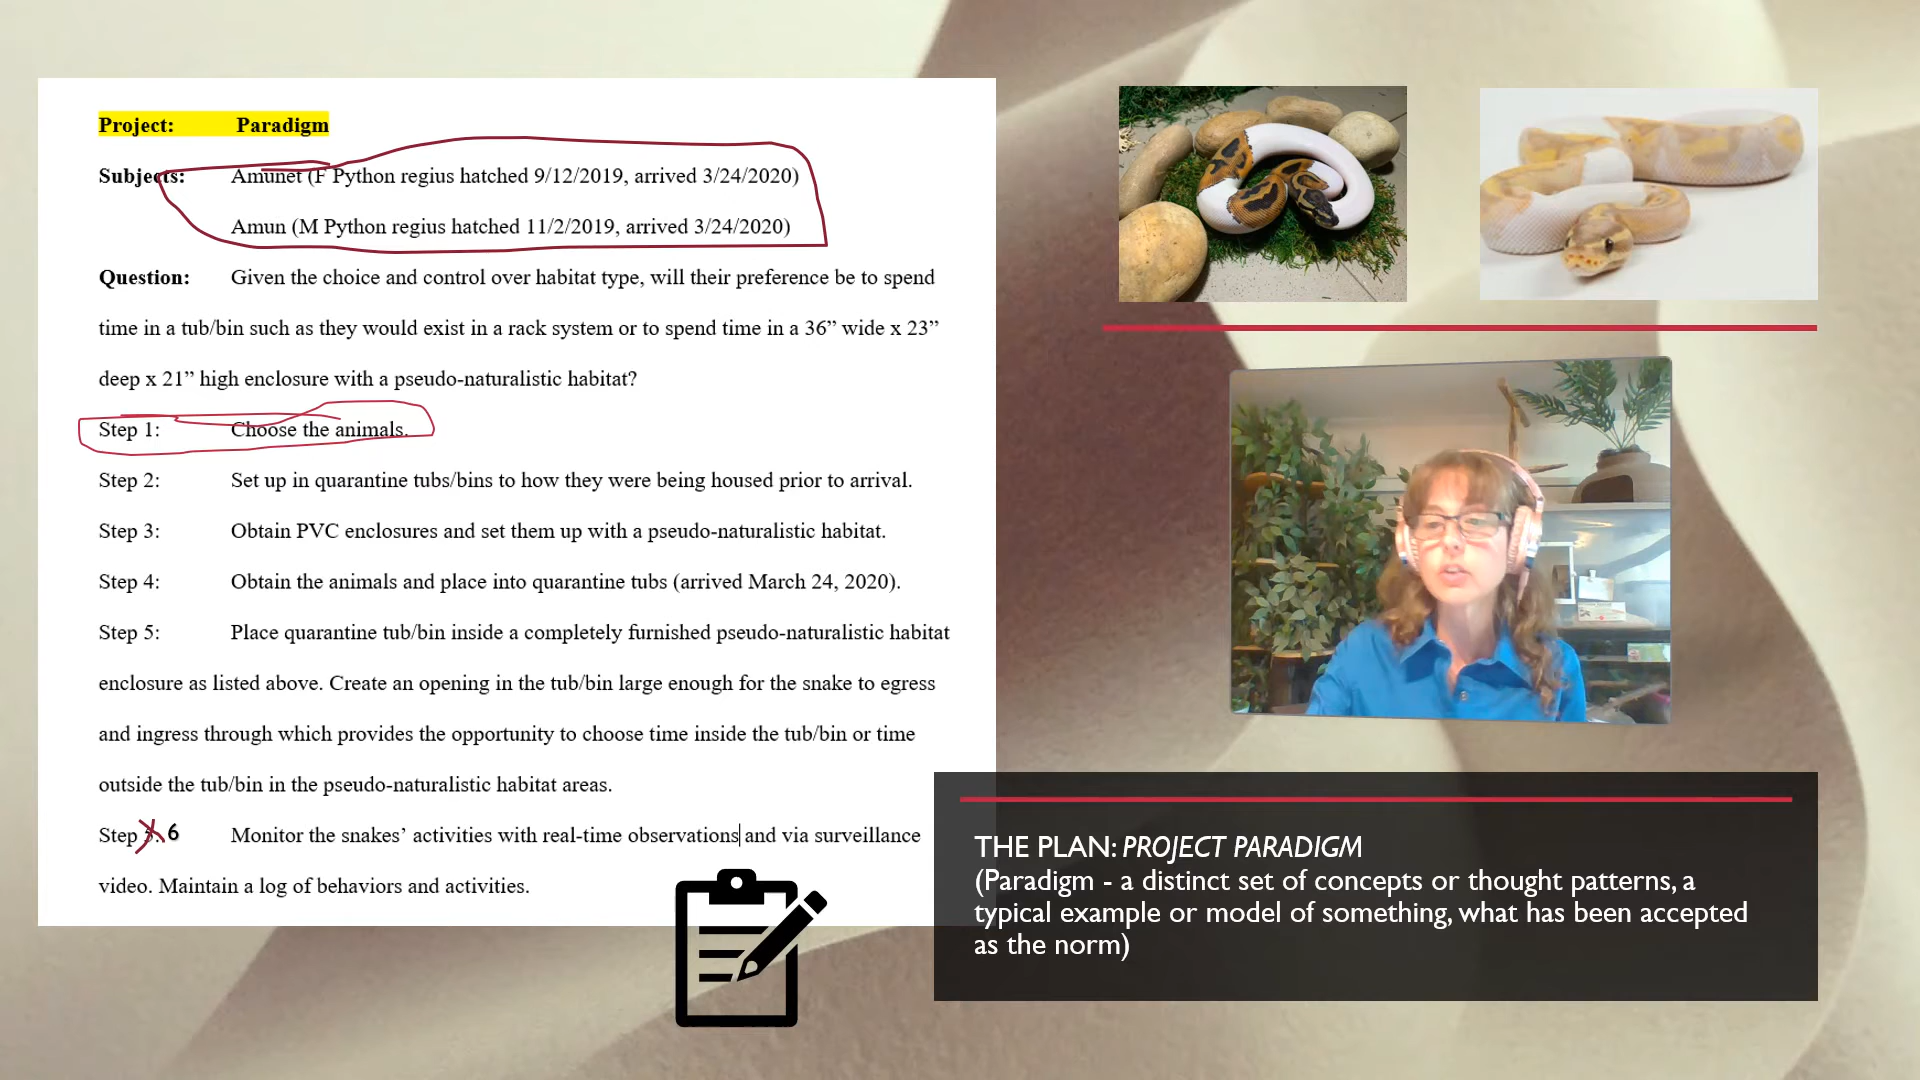 Project: Paradigm
Subjects: Amunet (F Python regius hatched 9/12/2019, arrived 3/24/2020)
Amun (M Python regius hatched 11/2/2019, arrived 3/24/2020)
Question: Given the choice and control over habitat type, will their preference be to spend
time in a tub/bin such as they would exist in a rack system or to spend time in a 36” wide x 23”
deep x 21” high enclosure with a pseudo-naturalistic habitat?
Step 1: Choose the animals.
Step 2: Set up in quarantine tubs/bins to how they were being housed prior to arrival.
Step 3: Obtain PVC enclosures and set them up with a pseudo-naturalistic habitat.
Step 4: Obtain the animals and place into quarantine tubs (arrived March 24, 2020).
Step 5: Place quarantine tub/bin inside a completely furnished pseudo-naturalistic habitat
enclosure as listed above. Create an opening in the tub/bin large enough for the snake to egress
and ingress through which provides the opportunity to choose time inside the tub/bin or time
outside the tub/bin in the pseudo-naturalistic habitat areas.
Step 6 Monitor the snakes’ activities with real-time observations and via surveillance
video. Maintain a log of behaviors and activities.
THE PLAN: PROJECT PARADIGM
(Paradigm - a distinct set of concepts or thought patterns, a
typical example or model of something, what has been accepted
as the norm)